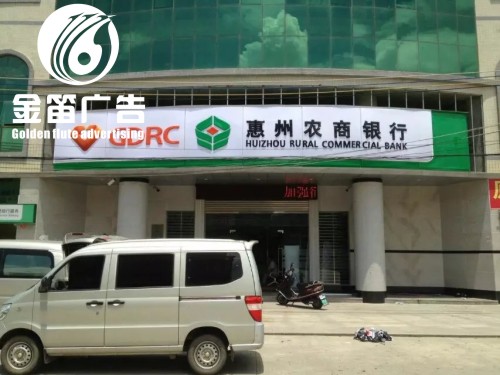 金笛广告
Golden flute advertising
GDRC
惠州农商银行
HUIZHOU RURAL COMMERCIAL BANK